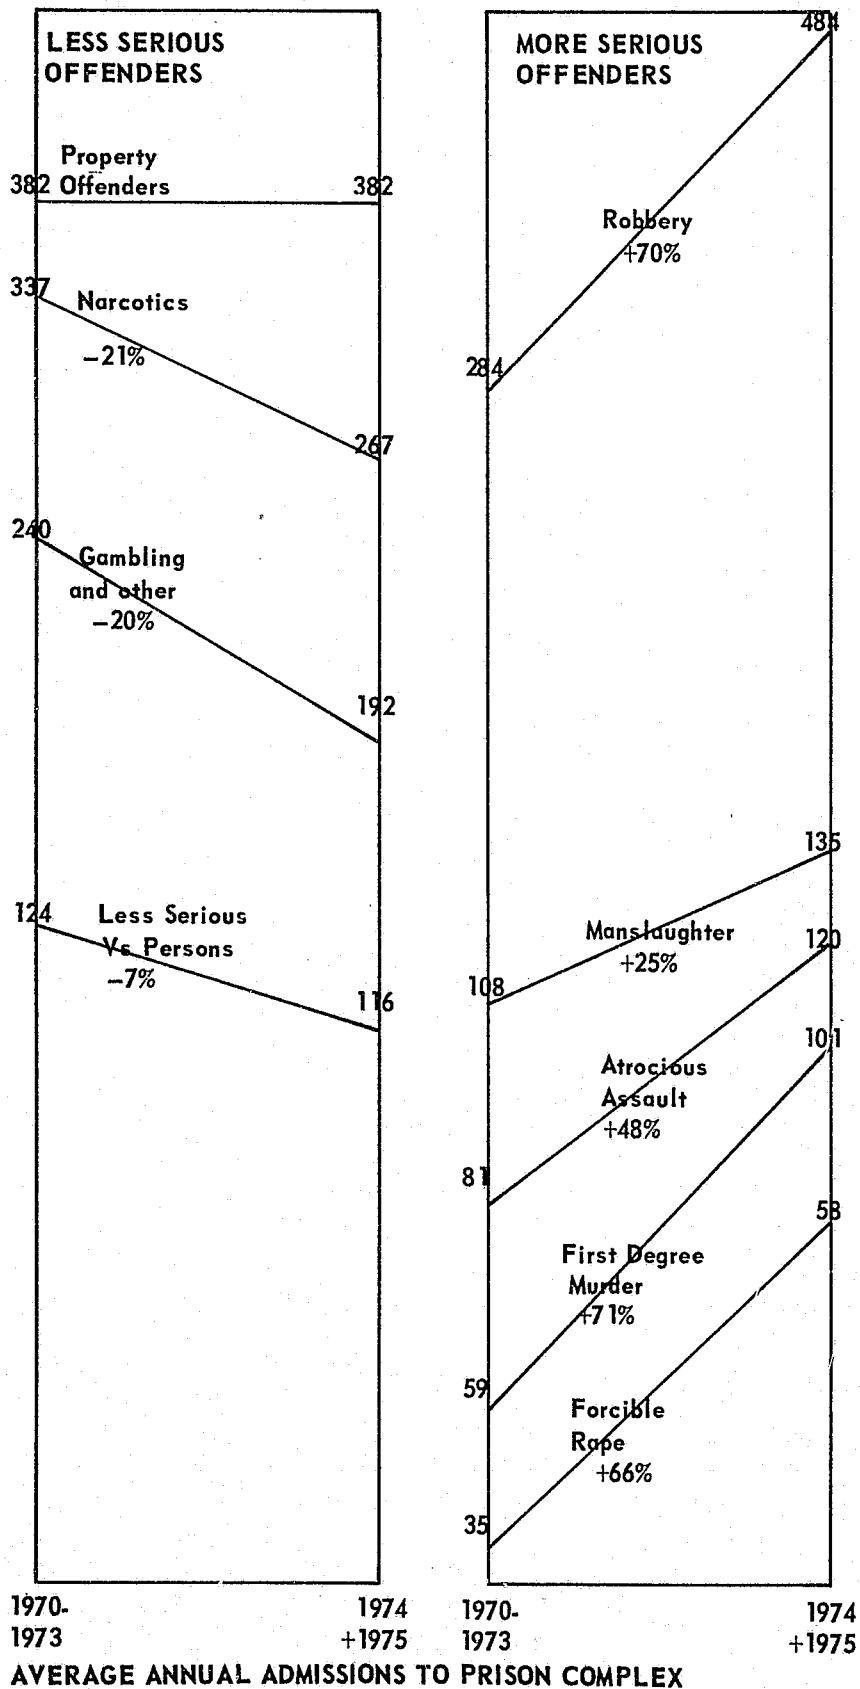 LESS SERIOUS
OFFENDERS
Property
Offenders
382
382
337
Narcotics
–21%
267
240
Gambling
and other
–20%
192
124
Less Serious
Vs Persons
–7%
116
1970-
1973
1974
+1975
MORE SERIOUS
OFFENDERS
484
Robbery
+70%
284
135
Manslaughter
+25%
108
120
Atrocious
Assault
+48%
81
101
First Degree
Murder
+71%
59
58
Forcible
Rape
+66%
35
1970-
1973
1974
+1975
AVERAGE ANNUAL ADMISSIONS TO PRISON COMPLEX